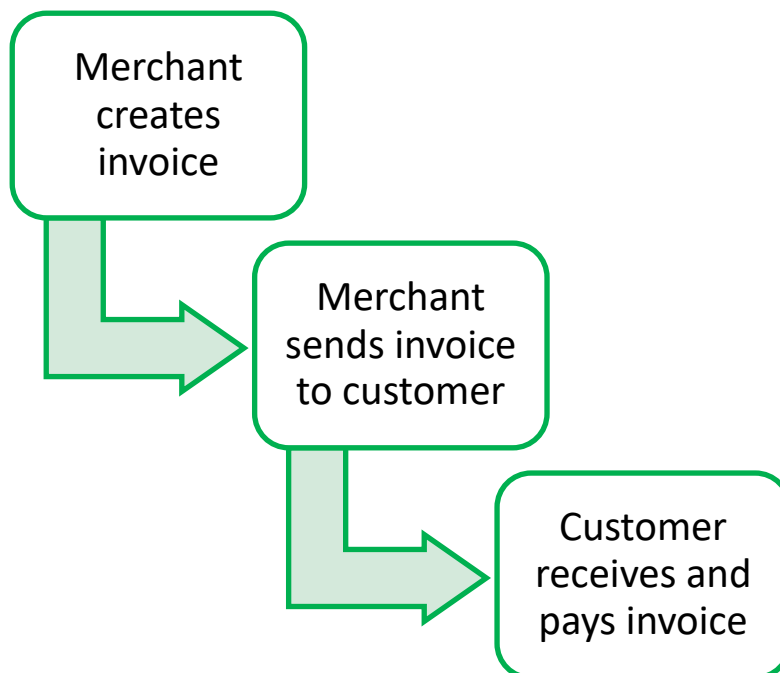 Merchant
creates
invoice
Merchant
sends invoice
to customer
Customer
receives and
pays invoice